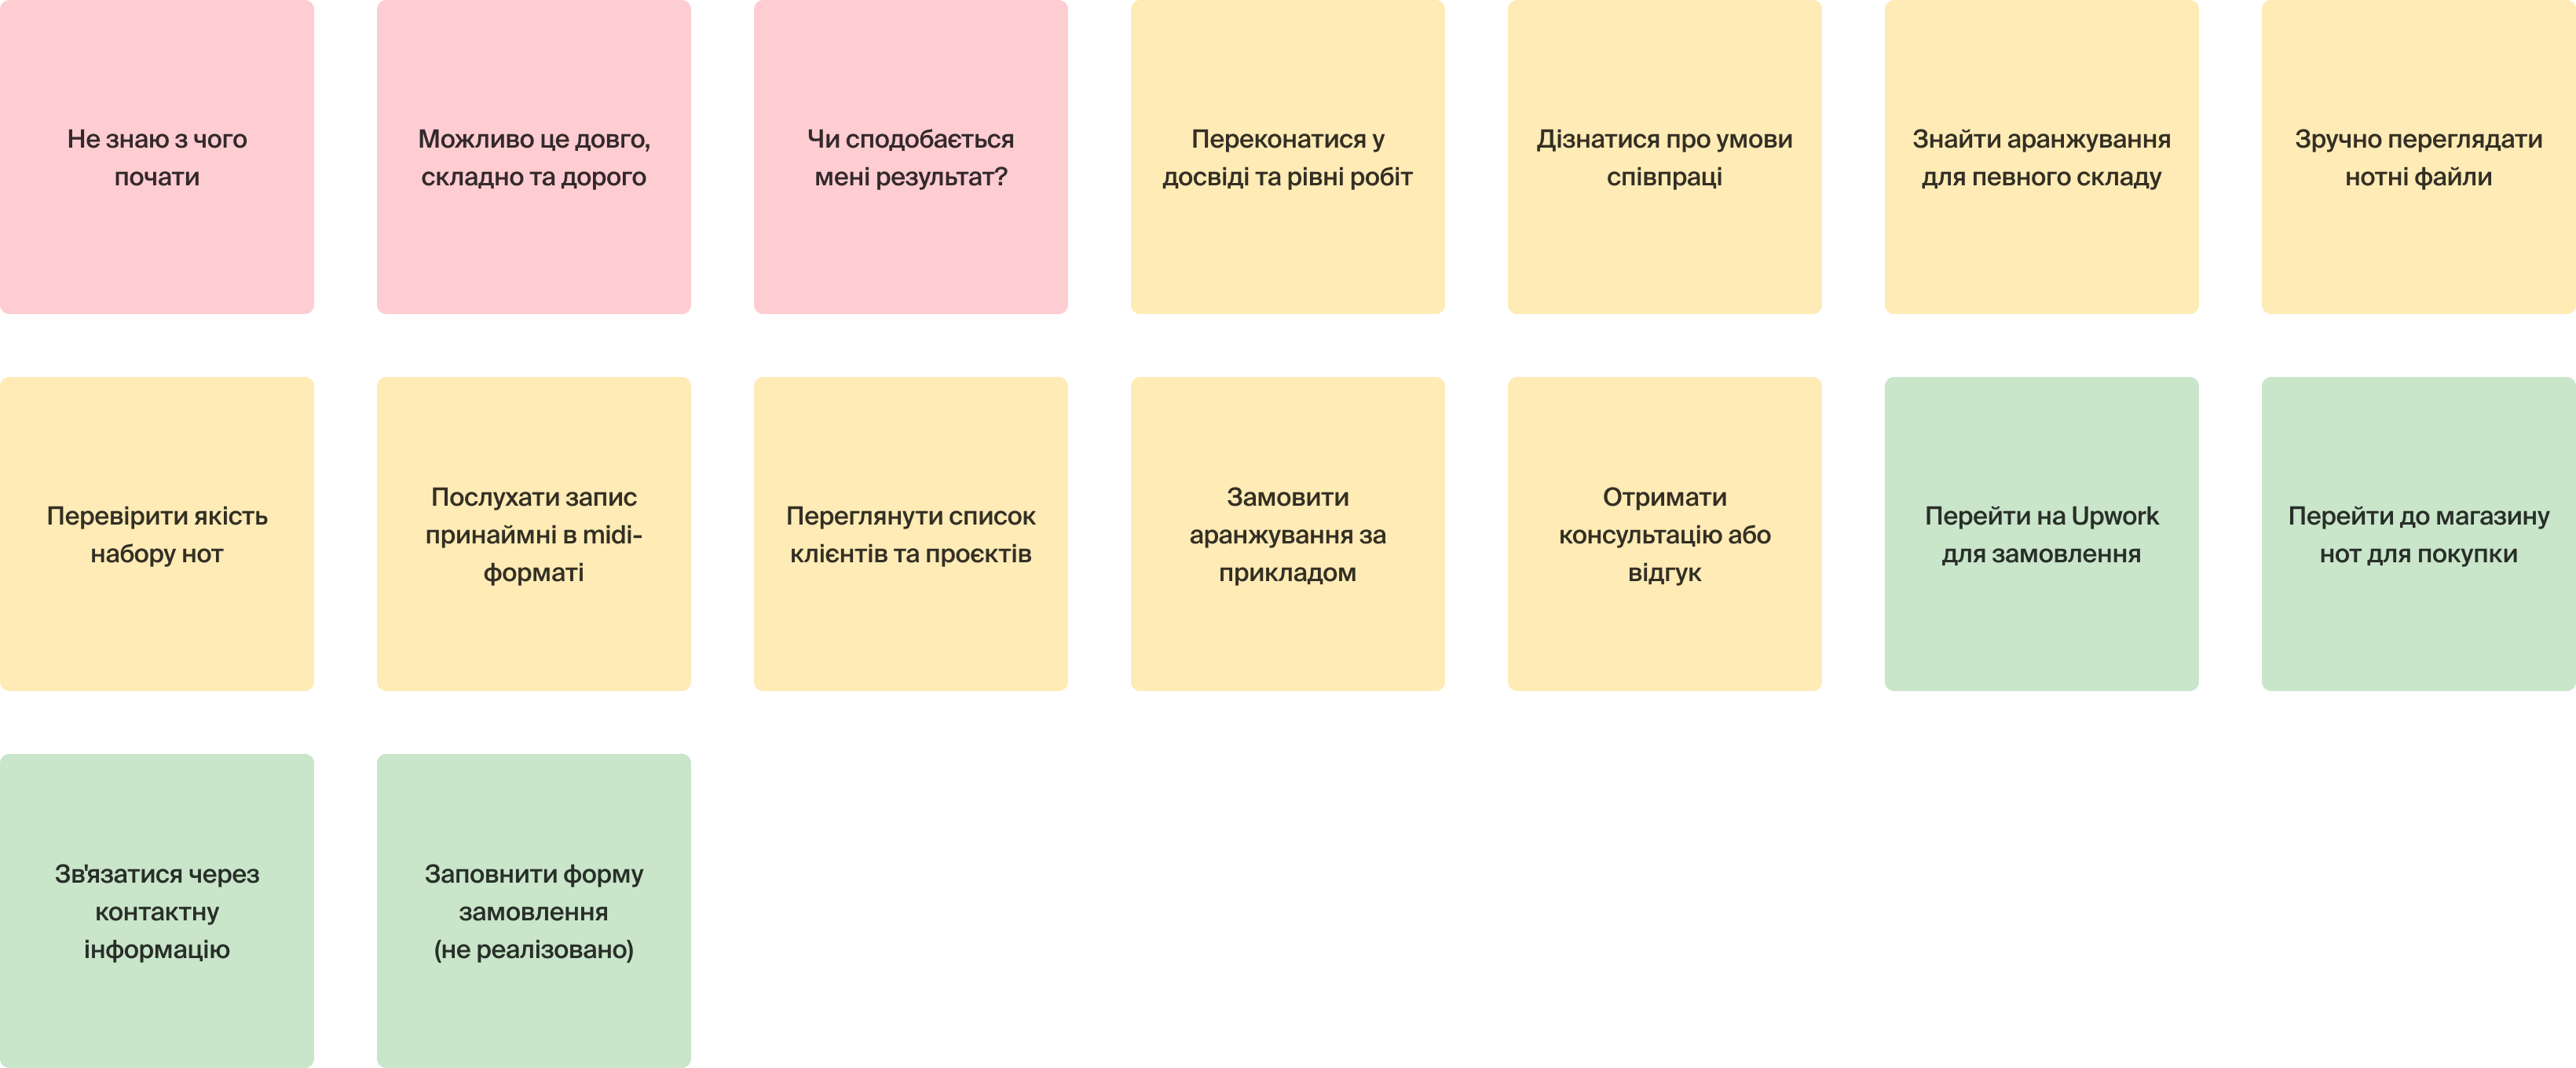 Не знаю з чого
почати
Можливо це довго,
складно та дорого
Чи сподобається
мені результат?
Переконатися у
досвіді та рівні робіт
Дізнатися про умови
співпраці
Знайти аранжування
для певного складу
Зручно переглядати
нотні файли
Перевірити якість
набору нот
Послухати запис
принаймні в midi-
форматі
Переглянути список
клієнтів та проєктів
Замовити
аранжування за
прикладом
Отримати
консультацію або
відгук
Перейти на Upwork
для замовлення
Перейти до магазину
нот для покупки
Зв'язатися через
контактну
інформацію
Заповнити форму
замовлення
(не реалізовано)